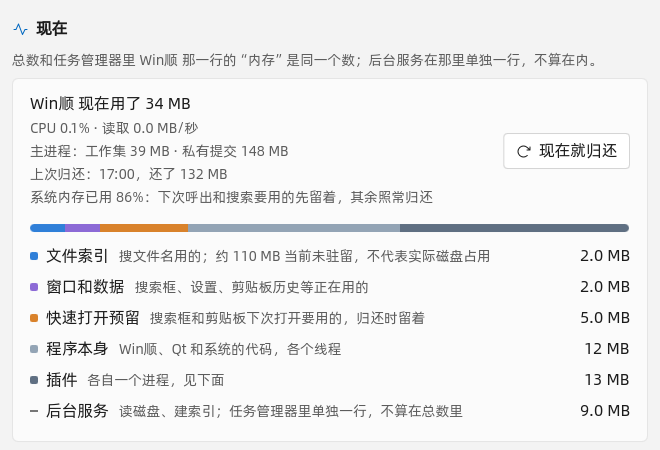 现在
总数和任务管理器里 Win顺 那一行的“内存”是同一个数；后台服务在那里单独一行，不算在内。
Win顺 现在用了 34 MB
CPU 0.1% · 读取 0.0 MB/秒
主进程：工作集 39 MB · 私有提交 148 MB
上次归还：17:00，还了 132 MB
系统内存已用 86%：下次呼出和搜索要用的先留着，其余照常归还
现在就归还
文件索引 搜文件名用的；约 110 MB 当前未驻留，不代表实际磁盘占用 2.0 MB
窗口和数据 搜索框、设置、剪贴板历史等正在用的 2.0 MB
快速打开预留 搜索框和剪贴板下次打开要用的，归还时留着 5.0 MB
程序本身 Win顺、Qt 和系统的代码，各个线程 12 MB
插件 各自一个进程，见下面 13 MB
后台服务 读磁盘、建索引；任务管理器里单独一行，不算在总数里 9.0 MB